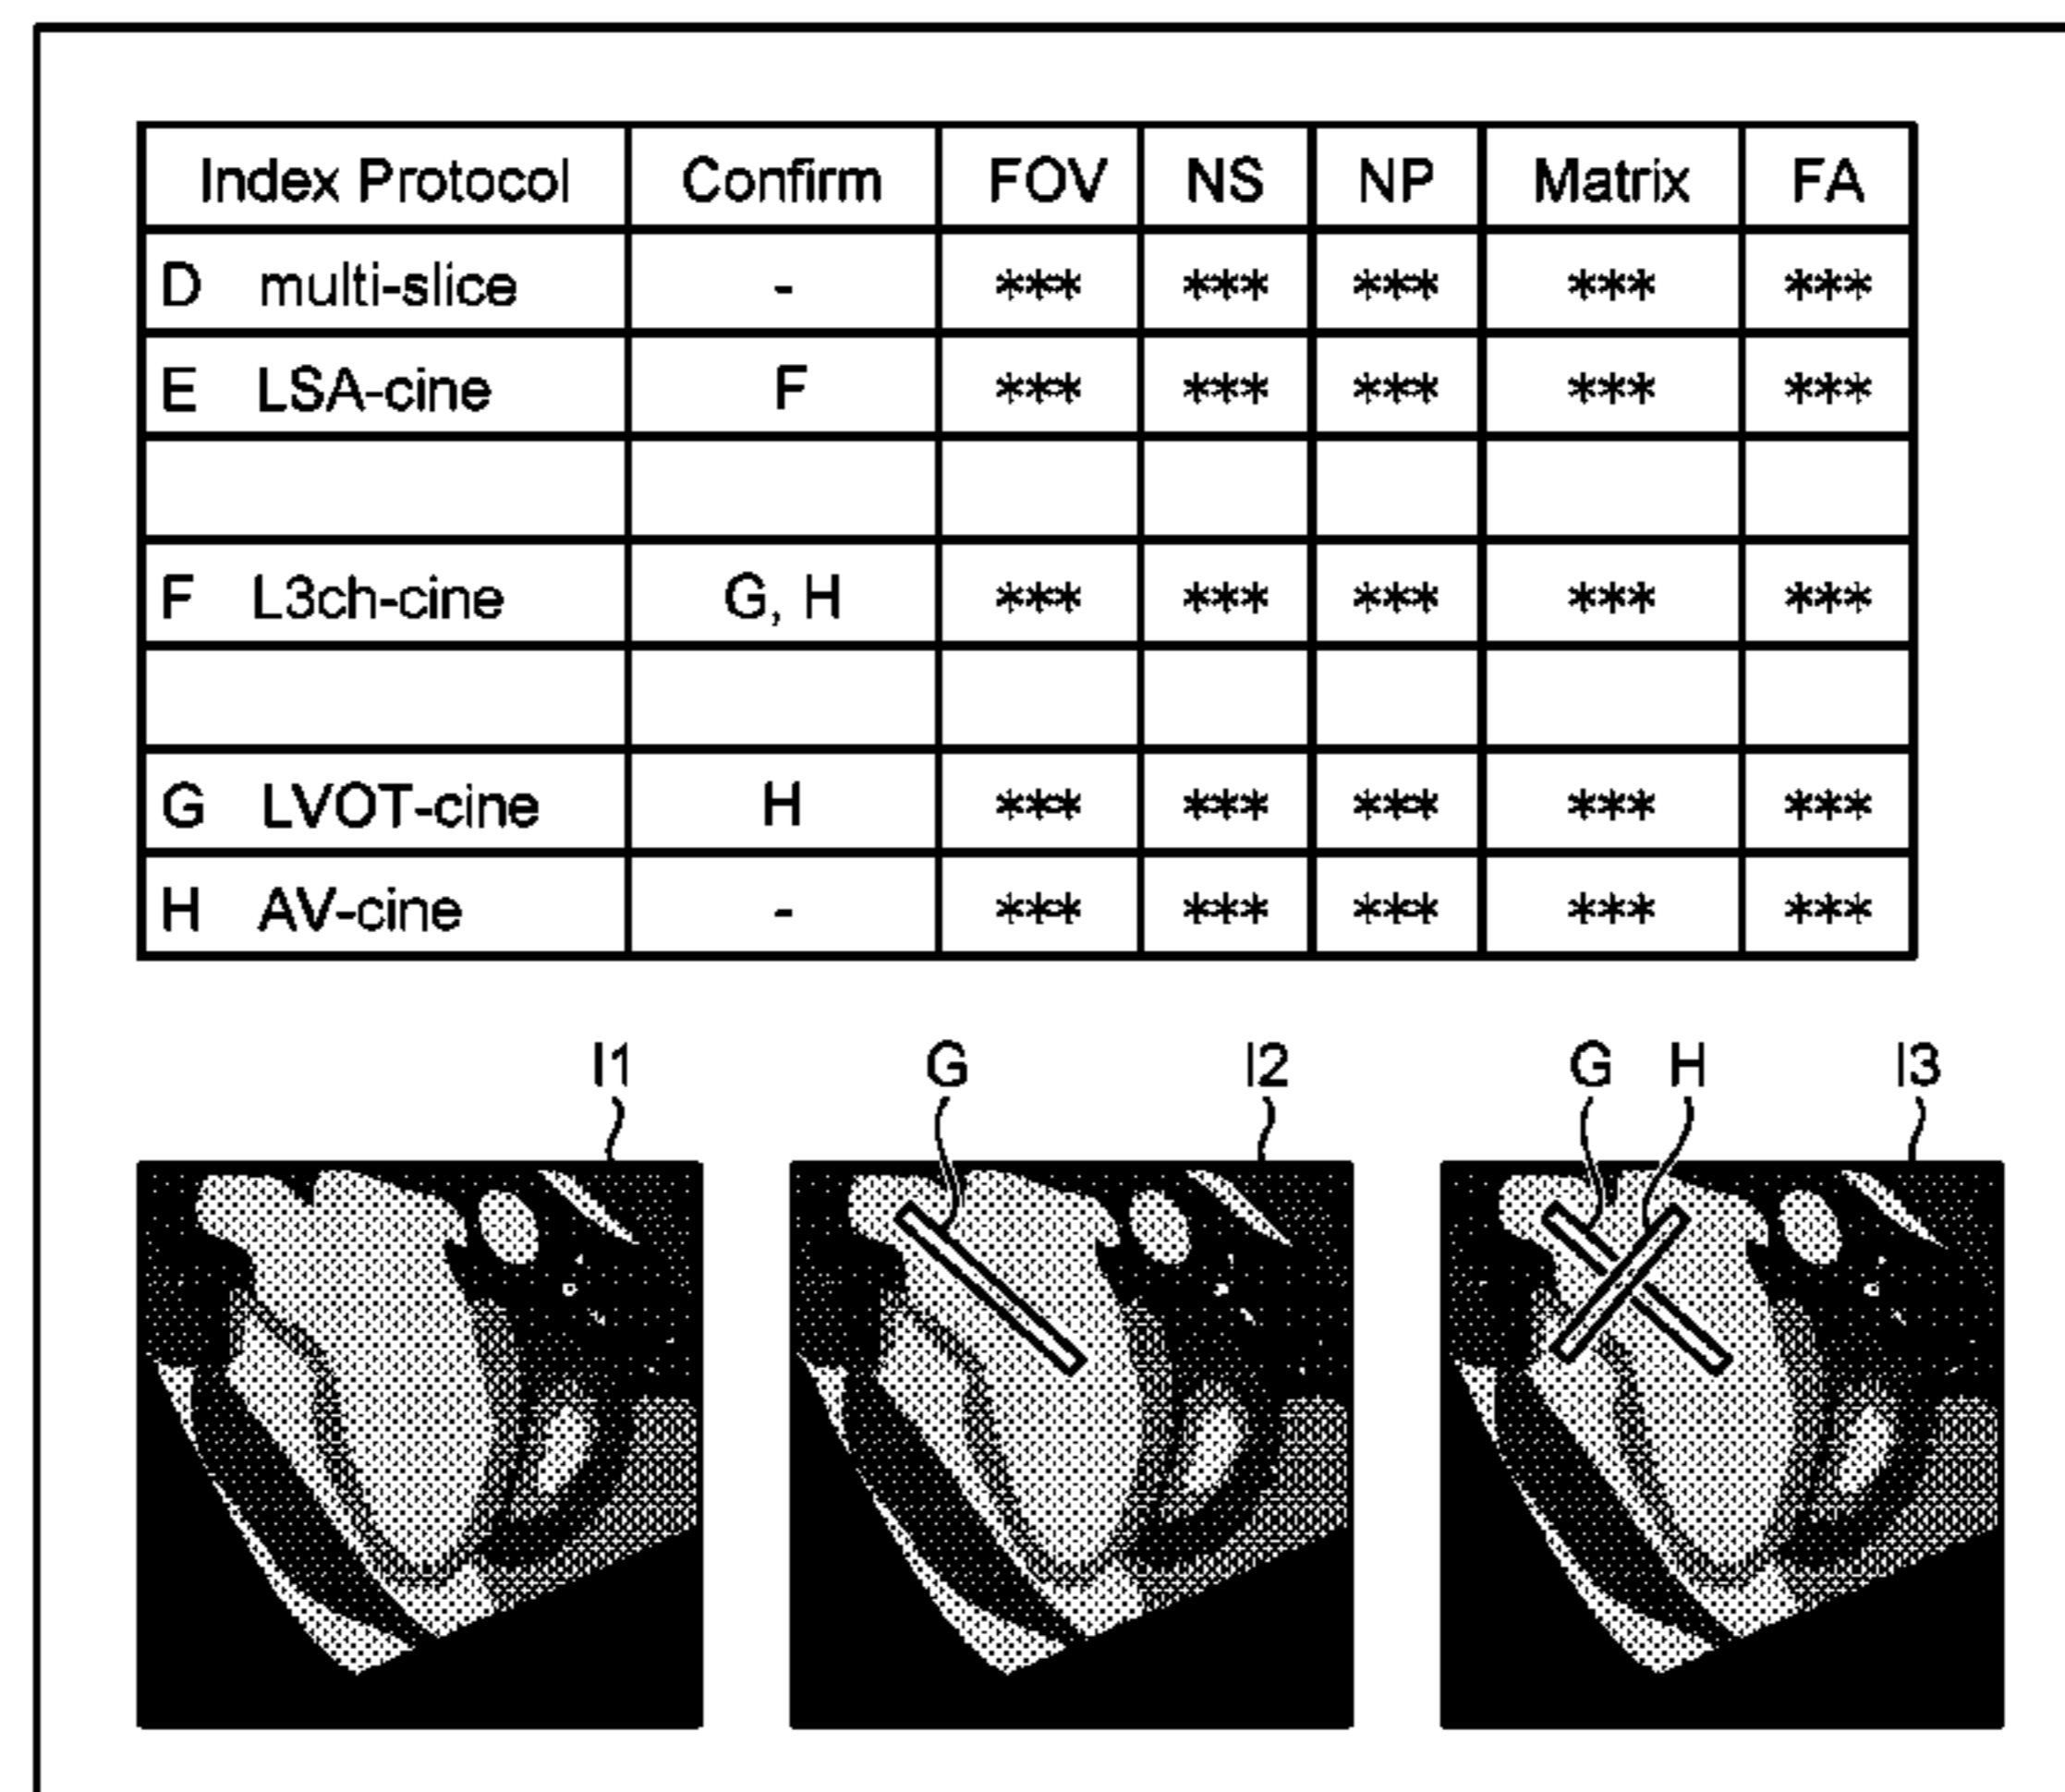 Index Protocol Confirm FOV NS NP Matrix FA
D multi-slice - *** *** *** *** ***
E LSA-cine F *** *** *** *** ***
F L3ch-cine G, H *** *** *** *** ***
G LVOT-cine H *** *** *** *** ***
H AV-cine - *** *** *** *** ***
I1 G I2 G H I3